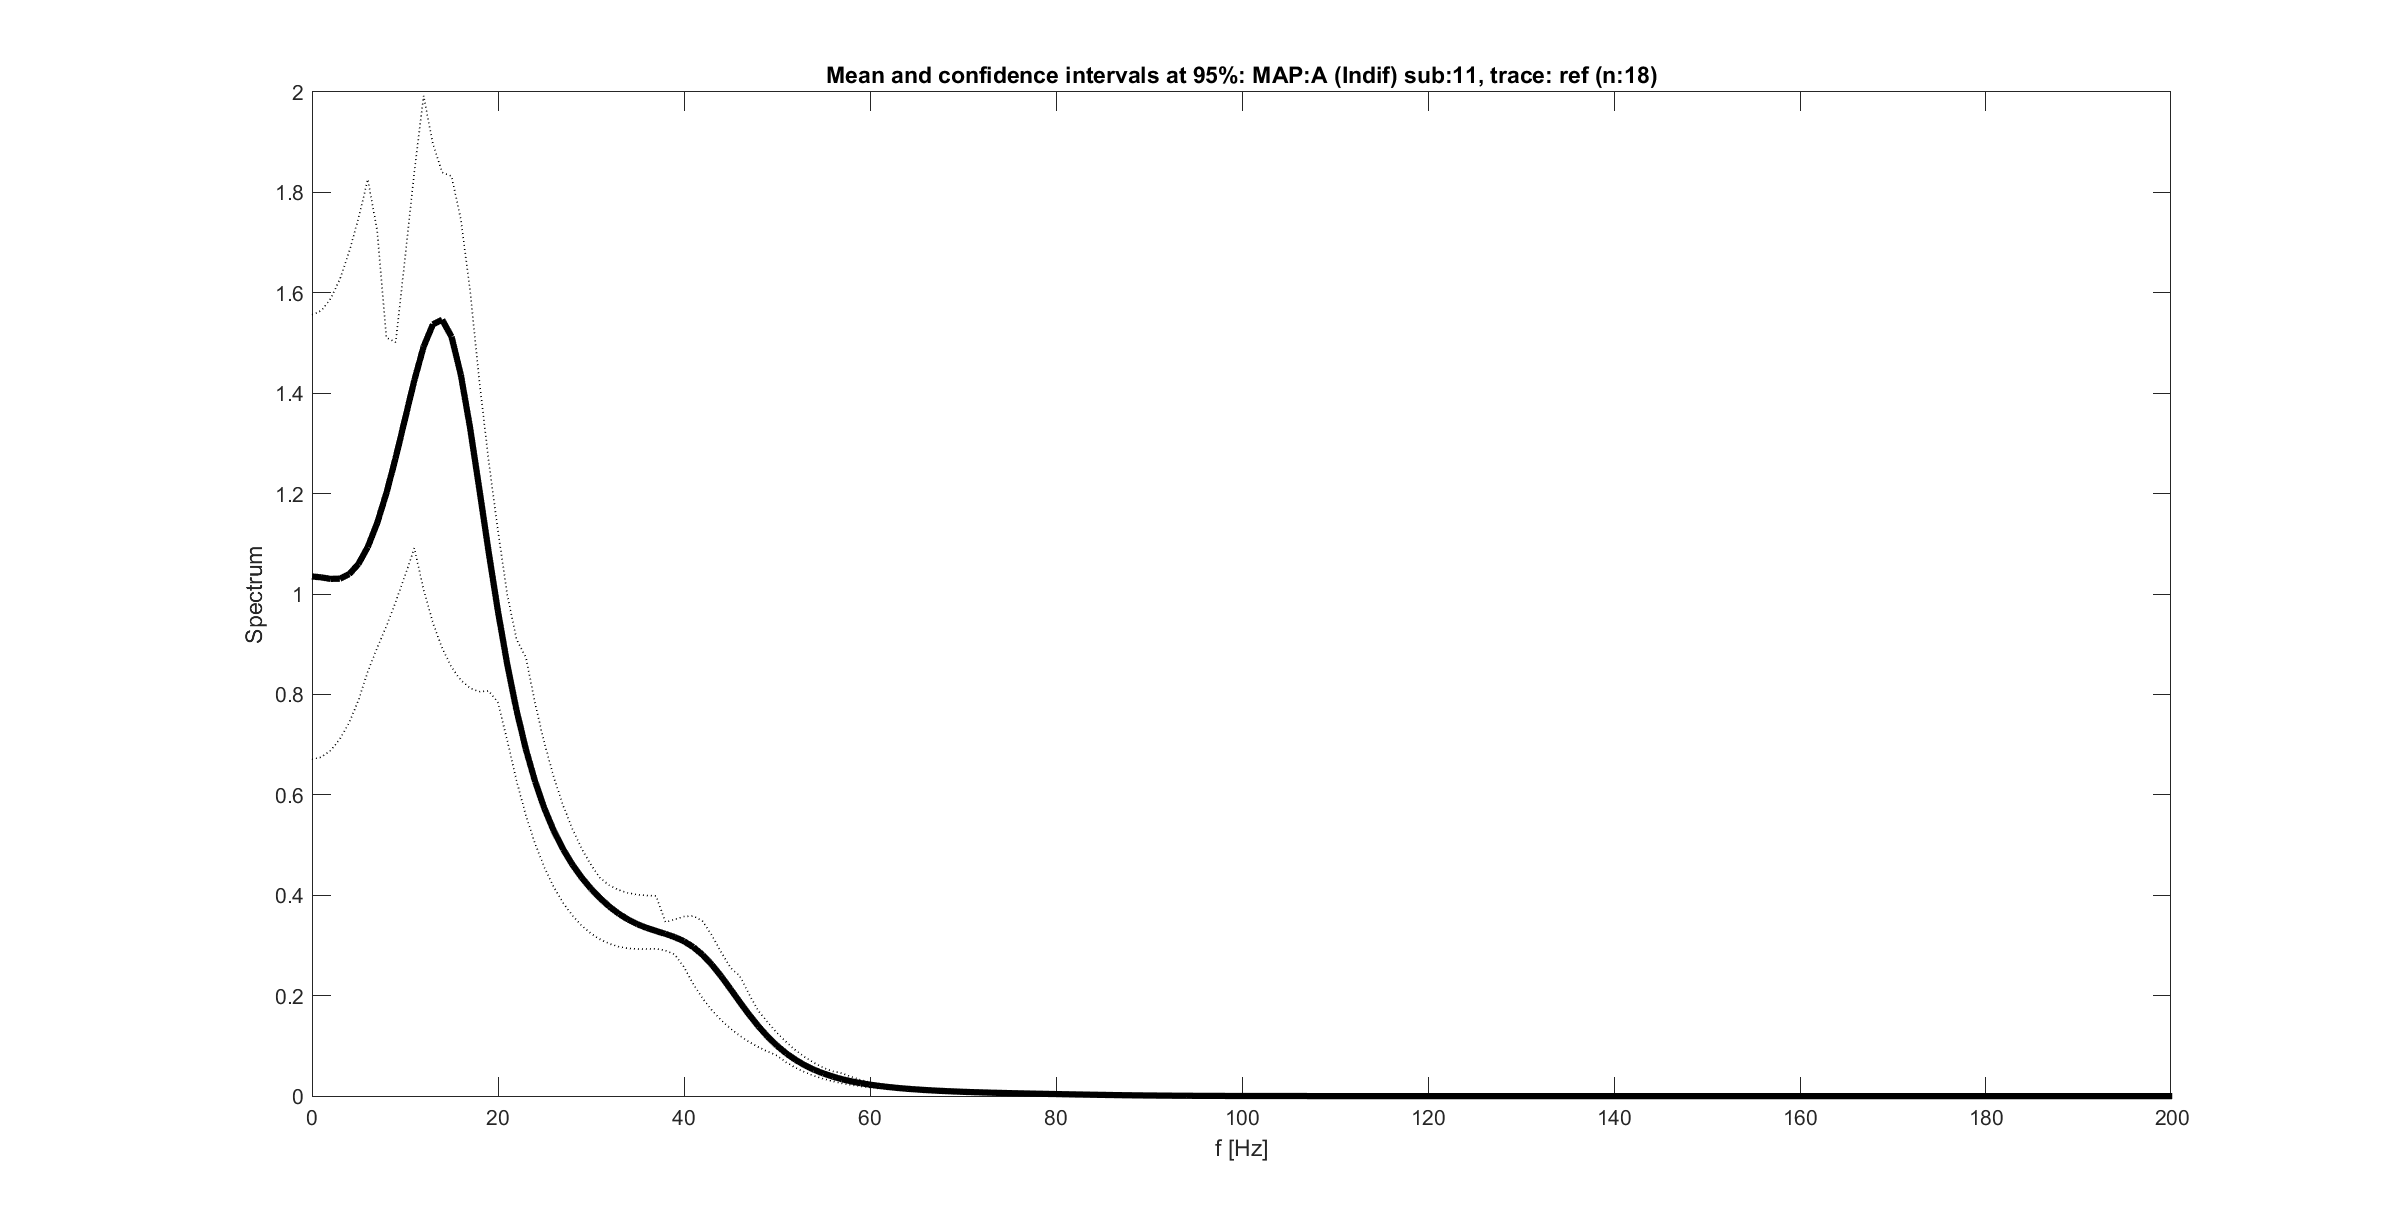 Mean and confidence intervals at 95%: MAP:A (Indif) sub:11, trace: ref (n:18)
2
1.8
1.6
1.4
1.2
1
0.8
0.6
0.4
0.2
0
Spectrum
0 20 40 60 80 100 120 140 160 180 200
f [Hz]